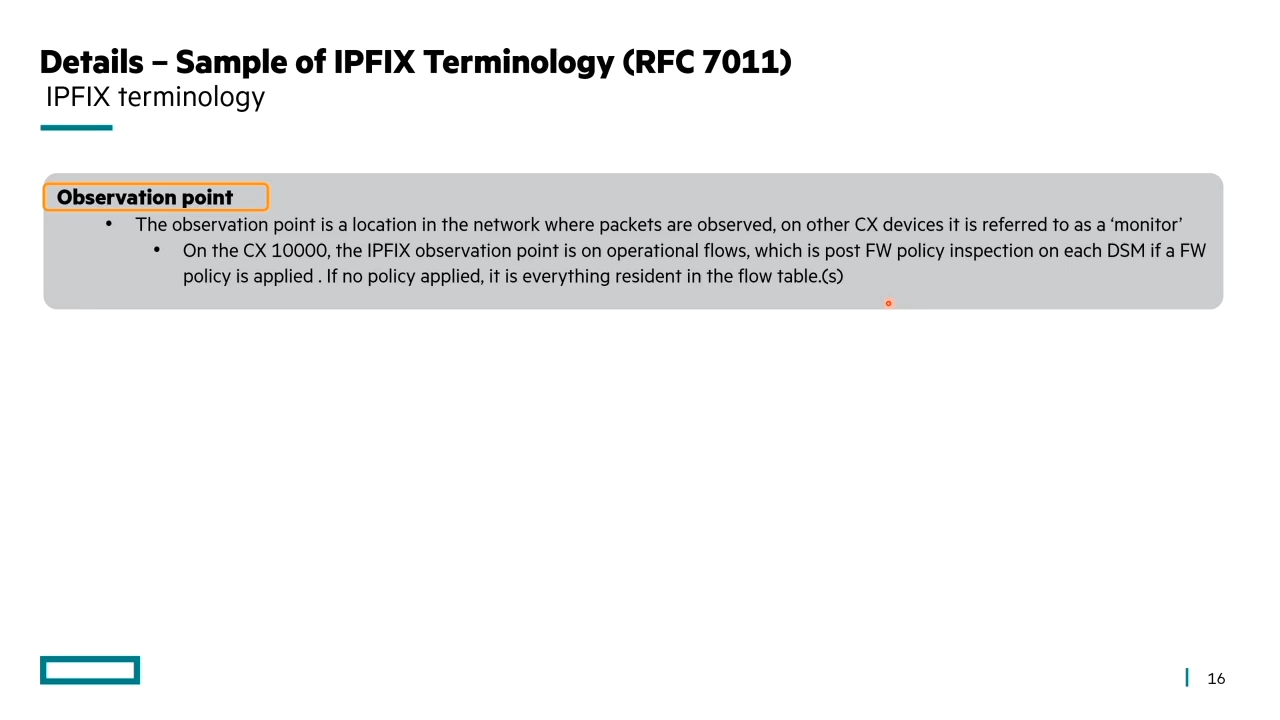 Details – Sample of IPFIX Terminology (RFC 7011)
IPFIX terminology
Observation point
• The observation point is a location in the network where packets are observed, on other CX devices it is referred to as a ‘monitor’
• On the CX 10000, the IPFIX observation point is on operational flows, which is post FW policy inspection on each DSM if a FW
policy is applied . If no policy applied, it is everything resident in the flow table.(s)
16